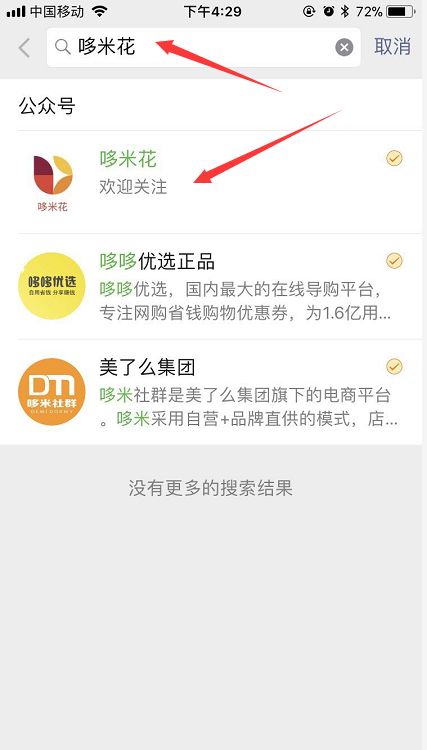 中国移动 下午4:29 72%
哆米花 取消
公众号
哆米花
欢迎关注
哆米花
哆哆优选正品
哆哆优选
自用省钱 分享赚钱
哆哆优选，国内最大的在线导购平台，
专注网购省钱购物优惠券，为1.6亿用...
美了么集团
DM
哆米社群
DEMI DORMY
哆米社群是美了么集团旗下的电商平台
。哆米采用自营+品牌直供的模式，店...
没有更多的搜索结果